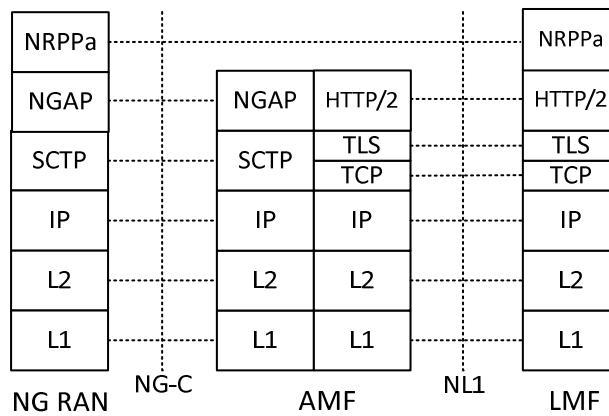 NRPPa NRPPa
NGAP NGAP HTTP/2 HTTP/2
SCTP SCTP TLS TLS
TCP TCP
IP IP IP IP
L2 L2 L2 L2
L1 L1 L1 L1
NG-C NL1
NG RAN AMF LMF